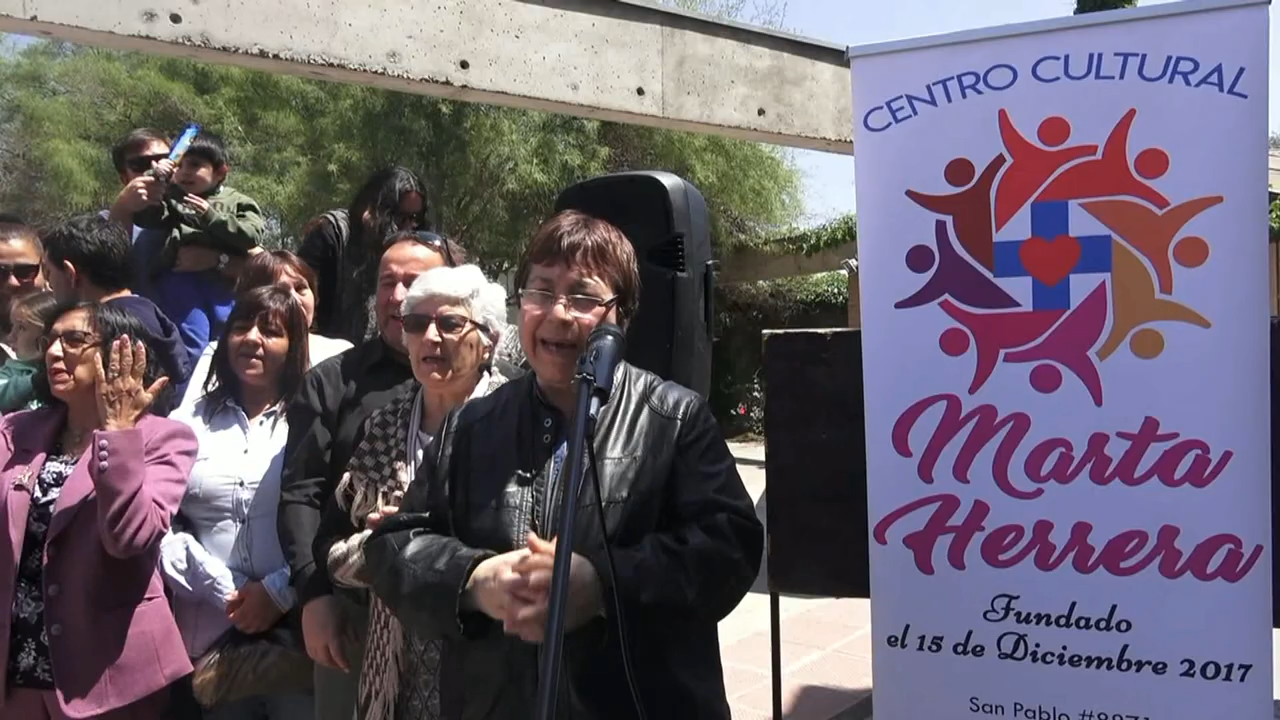 CENTRO CULTURAL
Marta
Herrera
Fundado
el 15 de Diciembre 2017
San Pablo